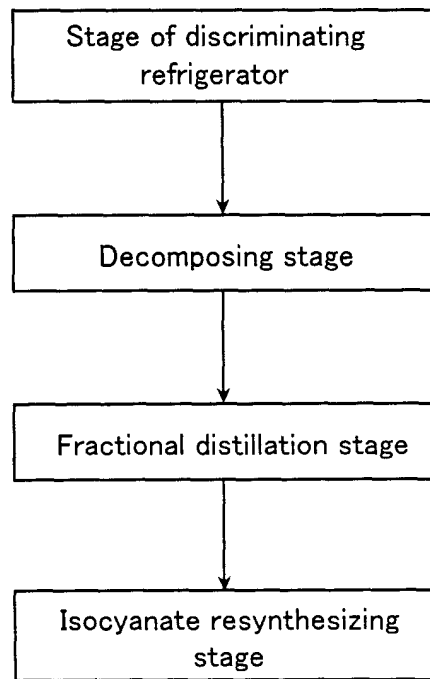 Stage of discriminating
refrigerator
Decomposing stage
Fractional distillation stage
Isocyanate resynthesizing
stage